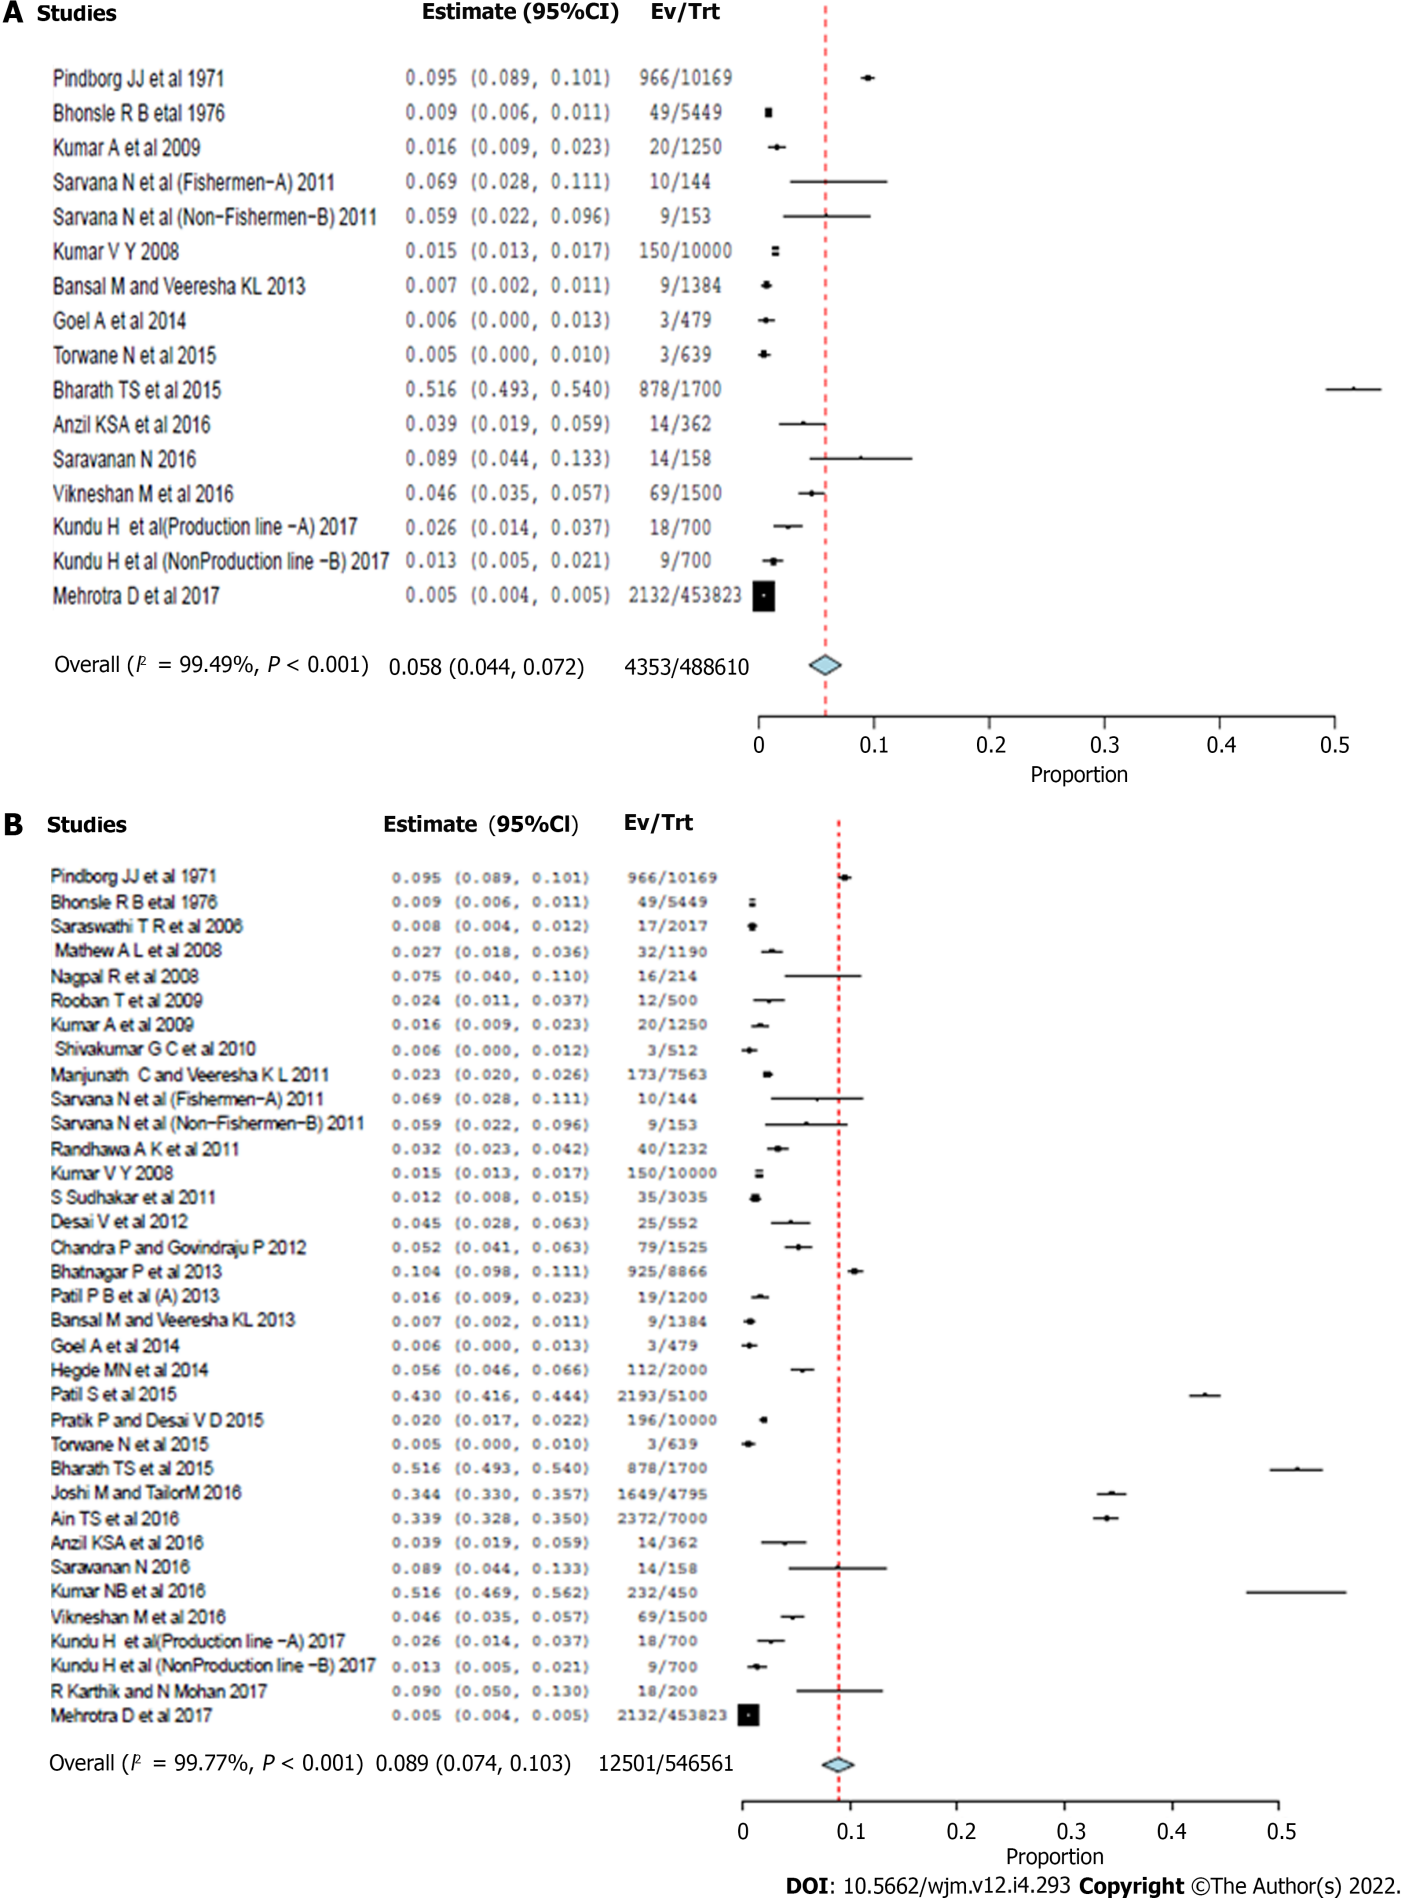 A Studies Estimate (95%CI) Ev/Trt
Pindborg JJ et al 1971 0.095 (0.089, 0.101) 966/10169
Bhonsle R B etal 1976 0.009 (0.006, 0.011) 49/5449
Kumar A et al 2009 0.016 (0.009, 0.023) 20/1250
Sarvana N et al (Fishermen-A) 2011 0.069 (0.028, 0.111) 10/144
Sarvana N et al (Non-Fishermen-B) 2011 0.059 (0.022, 0.096) 9/153
Kumar V Y 2008 0.015 (0.013, 0.017) 150/10000
Bansal M and Veeresha KL 2013 0.007 (0.002, 0.011) 9/1384
Goel A et al 2014 0.006 (0.000, 0.013) 3/479
Torwane N et al 2015 0.005 (0.000, 0.010) 3/639
Bharath TS et al 2015 0.516 (0.493, 0.540) 878/1700
Anzil KSA et al 2016 0.039 (0.019, 0.059) 14/362
Saravanan N 2016 0.089 (0.044, 0.133) 14/158
Vikneshan M et al 2016 0.046 (0.035, 0.057) 69/1500
Kundu H et al(Production line -A) 2017 0.026 (0.014, 0.037) 18/700
Kundu H et al (NonProduction line -B) 2017 0.013 (0.005, 0.021) 9/700
Mehrotra D et al 2017 0.005 (0.004, 0.005) 2132/453823
Overall (I² = 99.49%, P < 0.001) 0.058 (0.044, 0.072) 4353/488610
0 0.1 0.2 0.3 0.4 0.5
Proportion
B Studies Estimate (95%CI) Ev/Trt
Pindborg JJ et al 1971 0.095 (0.089, 0.101) 966/10169
Bhonsle R B etal 1976 0.009 (0.006, 0.011) 49/5449
Saraswathi T R et al 2006 0.008 (0.004, 0.012) 17/2017
Mathew A L et al 2008 0.027 (0.018, 0.036) 32/1190
Nagpal R et al 2008 0.075 (0.040, 0.110) 16/214
Rooban T et al 2009 0.024 (0.011, 0.037) 12/500
Kumar A et al 2009 0.016 (0.009, 0.023) 20/1250
Shivakumar G C et al 2010 0.006 (0.000, 0.012) 3/512
Manjunath C and Veeresha K L 2011 0.023 (0.020, 0.026) 173/7563
Sarvana N et al (Fishermen-A) 2011 0.069 (0.028, 0.111) 10/144
Sarvana N et al (Non-Fishermen-B) 2011 0.059 (0.022, 0.096) 9/153
Randhawa A K et al 2011 0.032 (0.023, 0.042) 40/1232
Kumar V Y 2008 0.015 (0.013, 0.017) 150/10000
S Sudhakar et al 2011 0.012 (0.008, 0.015) 35/3035
Desai V et al 2012 0.045 (0.028, 0.063) 25/552
Chandra P and Govindraju P 2012 0.052 (0.041, 0.063) 79/1525
Bhatnagar P et al 2013 0.104 (0.098, 0.111) 925/8866
Patil P B et al (A) 2013 0.016 (0.009, 0.023) 19/1200
Bansal M and Veeresha KL 2013 0.007 (0.002, 0.011) 9/1384
Goel A et al 2014 0.006 (0.000, 0.013) 3/479
Hegde MN et al 2014 0.056 (0.046, 0.066) 112/2000
Patil S et al 2015 0.430 (0.416, 0.444) 2193/5100
Pratik P and Desai V D 2015 0.020 (0.017, 0.022) 196/10000
Torwane N et al 2015 0.005 (0.000, 0.010) 3/639
Bharath TS et al 2015 0.516 (0.493, 0.540) 878/1700
Joshi M and TailorM 2016 0.344 (0.330, 0.357) 1649/4795
Ain TS et al 2016 0.339 (0.328, 0.350) 2372/7000
Anzil KSA et al 2016 0.039 (0.019, 0.059) 14/362
Saravanan N 2016 0.089 (0.044, 0.133) 14/158
Kumar NB et al 2016 0.516 (0.469, 0.562) 232/450
Vikneshan M et al 2016 0.046 (0.035, 0.057) 69/1500
Kundu H et al(Production line -A) 2017 0.026 (0.014, 0.037) 18/700
Kundu H et al (NonProduction line -B) 2017 0.013 (0.005, 0.021) 9/700
R Karthik and N Mohan 2017 0.090 (0.050, 0.130) 18/200
Mehrotra D et al 2017 0.005 (0.004, 0.005) 2132/453823
Overall (I² = 99.77%, P < 0.001) 0.089 (0.074, 0.103) 12501/546561
0 0.1 0.2 0.3 0.4 0.5
Proportion
DOI: 10.5662/wjm.v12.i4.293 Copyright ©The Author(s) 2022.